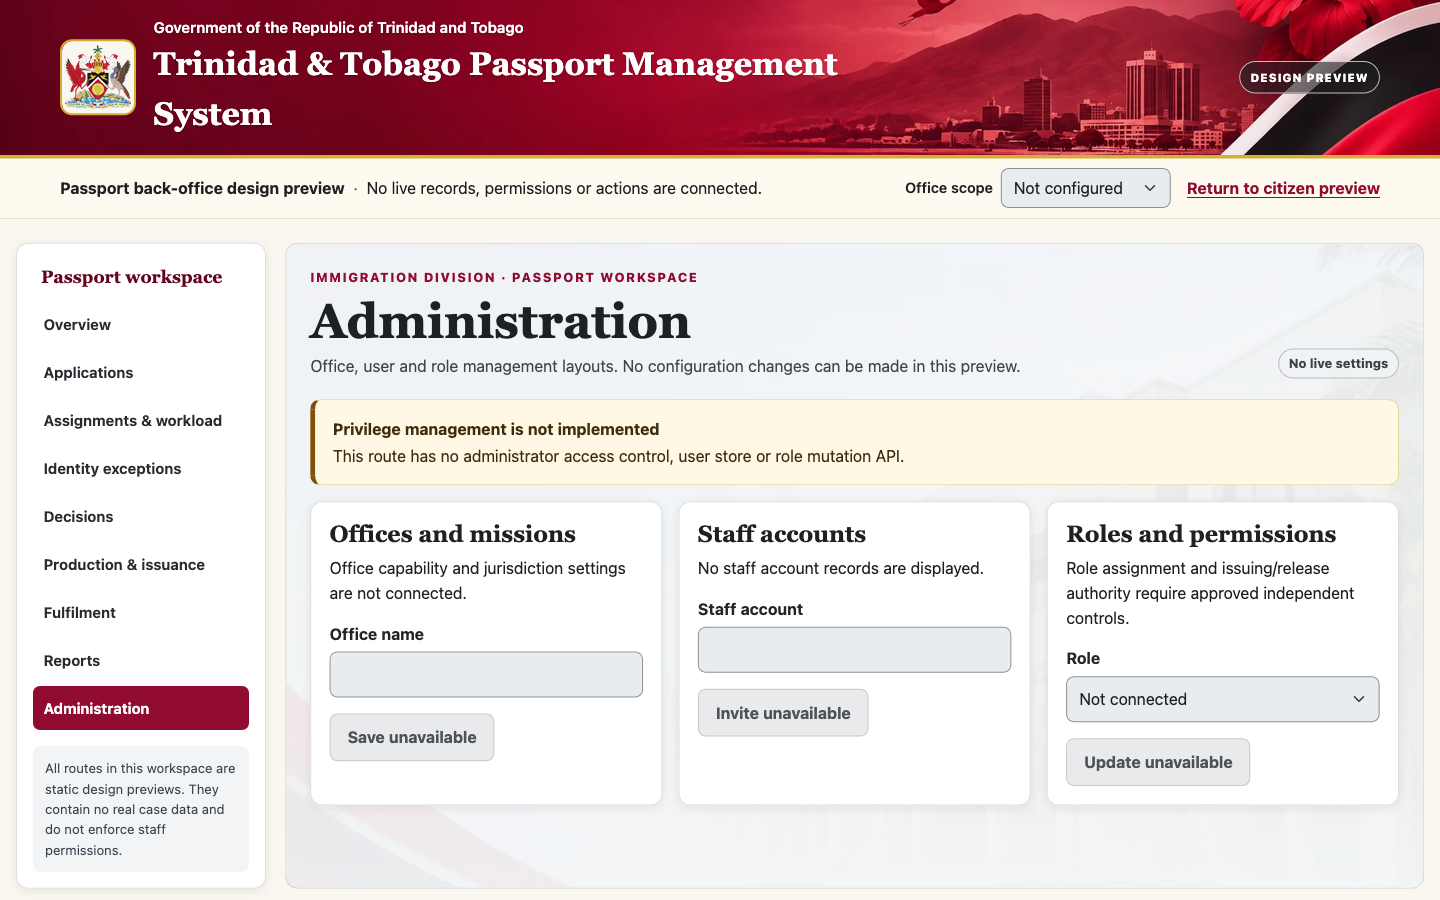 Government of the Republic of Trinidad and Tobago
Trinidad & Tobago Passport Management
System
DESIGN PREVIEW
Passport back-office design preview · No live records, permissions or actions are connected.
Office scope
Not configured
Return to citizen preview
Passport workspace
Overview
Applications
Assignments & workload
Identity exceptions
Decisions
Production & issuance
Fulfilment
Reports
Administration
All routes in this workspace are
static design previews. They
contain no real case data and
do not enforce staff
permissions.
IMMIGRATION DIVISION · PASSPORT WORKSPACE
Administration
Office, user and role management layouts. No configuration changes can be made in this preview.
No live settings
Privilege management is not implemented
This route has no administrator access control, user store or role mutation API.
Offices and missions
Office capability and jurisdiction settings
are not connected.
Office name
Save unavailable
Staff accounts
No staff account records are displayed.
Staff account
Invite unavailable
Roles and permissions
Role assignment and issuing/release
authority require approved independent
controls.
Role
Not connected
Update unavailable